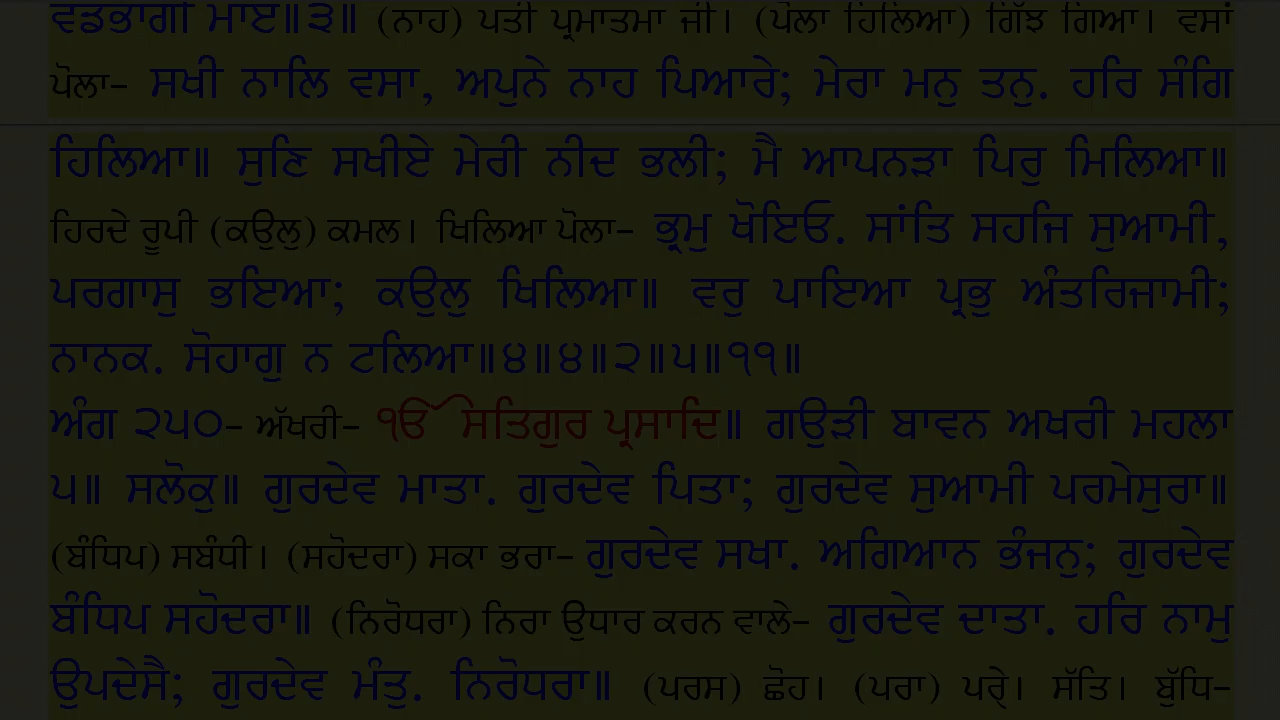 ਵਡਭਾਗੀ ਮਾਏ॥੩॥ (ਨਾਹ) ਪਤੀ ਪ੍ਰਮਾਤਮਾ ਜੀ। (ਪੋਲਾ ਹਿਲਿਆ) ਗਿੱਝ ਗਿਆ। ਵਸਾਂ
ਪੋਲਾ– ਸਖੀ ਨਾਲਿ ਵਸਾ, ਅਪੁਨੇ ਨਾਹ ਪਿਆਰੇ; ਮੇਰਾ ਮਨੁ ਤਨੁ. ਹਰਿ ਸੰਗਿ
ਹਿਲਿਆ॥ ਸੁਣਿ ਸਖੀਏ ਮੇਰੀ ਨੀਦ ਭਲੀ; ਮੈ ਆਪਨੜਾ ਪਿਰੁ ਮਿਲਿਆ॥
ਹਿਰਦੇ ਰੂਪੀ (ਕਉਲੁ) ਕਮਲ। ਖਿਲਿਆ ਪੋਲਾ– ਭ੍ਰਮੁ ਖੋਇਓ. ਸਾਂਤਿ ਸਹਜਿ ਸੁਆਮੀ,
ਪਰਗਾਸੁ ਭਇਆ; ਕਉਲੁ ਖਿਲਿਆ॥ ਵਰੁ ਪਾਇਆ ਪ੍ਰਭੁ ਅੰਤਰਿਜਾਮੀ;
ਨਾਨਕ. ਸੋਹਾਗੁ ਨ ਟਲਿਆ॥੪॥੪॥੨॥੫॥੧੧॥
ਅੰਗ ੨੫੦– ਅੱਖਰੀ– ੴ ਸਤਿਗੁਰ ਪ੍ਰਸਾਦਿ॥ ਗਉੜੀ ਬਾਵਨ ਅਖਰੀ ਮਹਲਾ
੫॥ ਸਲੋਕੁ॥ ਗੁਰਦੇਵ ਮਾਤਾ. ਗੁਰਦੇਵ ਪਿਤਾ; ਗੁਰਦੇਵ ਸੁਆਮੀ ਪਰਮੇਸੁਰਾ॥
(ਬੰਧਿਪ) ਸਬੰਧੀ। (ਸਹੋਦਰਾ) ਸਕਾ ਭਰਾ– ਗੁਰਦੇਵ ਸਖਾ. ਅਗਿਆਨ ਭੰਜਨੁ; ਗੁਰਦੇਵ
ਬੰਧਿਪ ਸਹੋਦਰਾ॥ (ਨਿਰੋਧਰਾ) ਨਿਰਾ ਉਧਾਰ ਕਰਨ ਵਾਲੇ– ਗੁਰਦੇਵ ਦਾਤਾ. ਹਰਿ ਨਾਮੁ
ਉਪਦੇਸੈ; ਗੁਰਦੇਵ ਮੰਤੁ. ਨਿਰੋਧਰਾ॥ (ਪਰਸ) ਛੋਹ। (ਪਰਾ) ਪਰ੍ਹੇ। ਸੱਤਿ। ਬੁੱਧਿ–